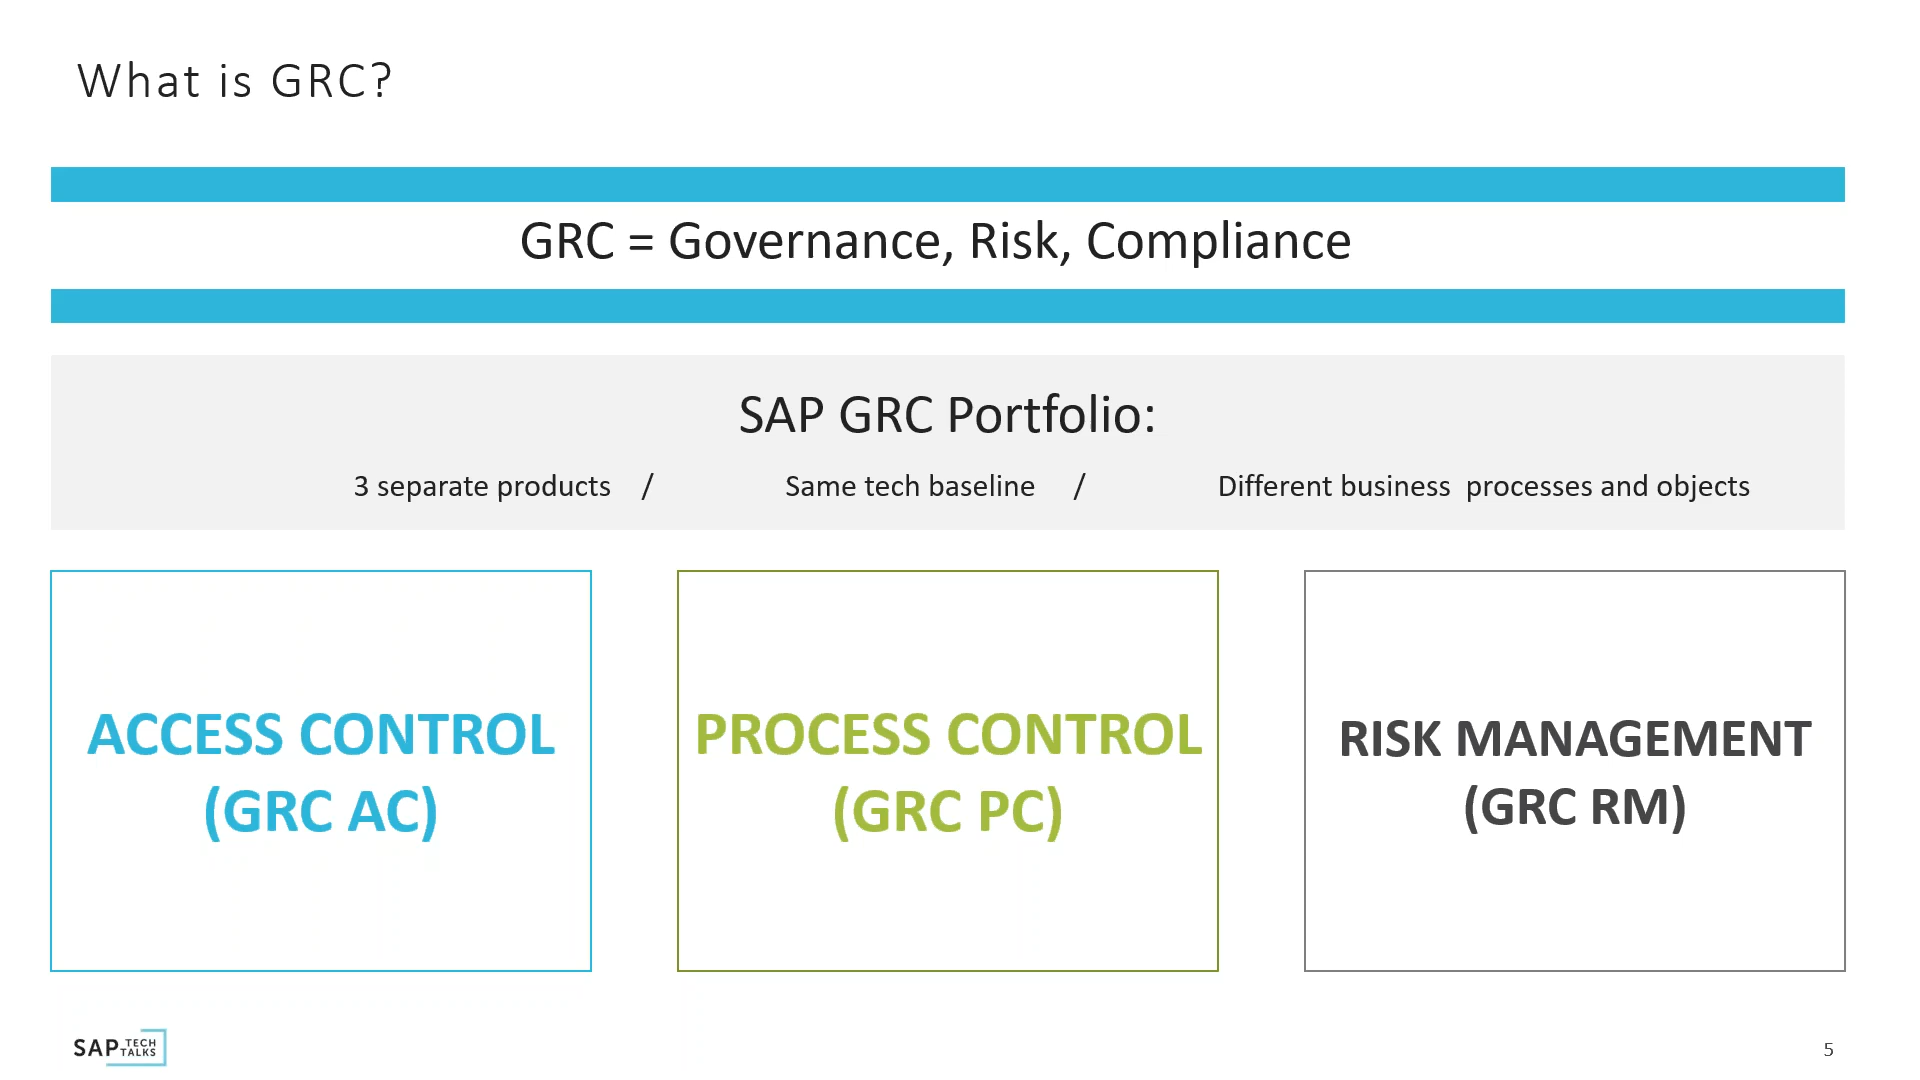 What is GRC?
GRC = Governance, Risk, Compliance
SAP GRC Portfolio:
3 separate products / Same tech baseline / Different business processes and objects
ACCESS CONTROL
(GRC AC)
PROCESS CONTROL
(GRC PC)
RISK MANAGEMENT
(GRC RM)
SAP TECH
TALKS
5